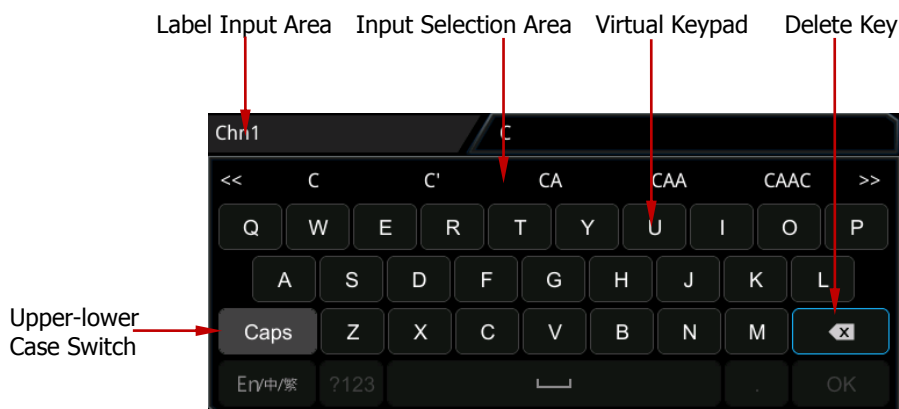 Label Input Area Input Selection Area Virtual Keypad Delete Key
Chn1 C
<< C C' CA CAA CAAC >>
Q W E R T Y U I O P
A S D F G H J K L
Upper-lower
Case Switch
Caps Z X C V B N M
En/中/繁 ?123 . OK